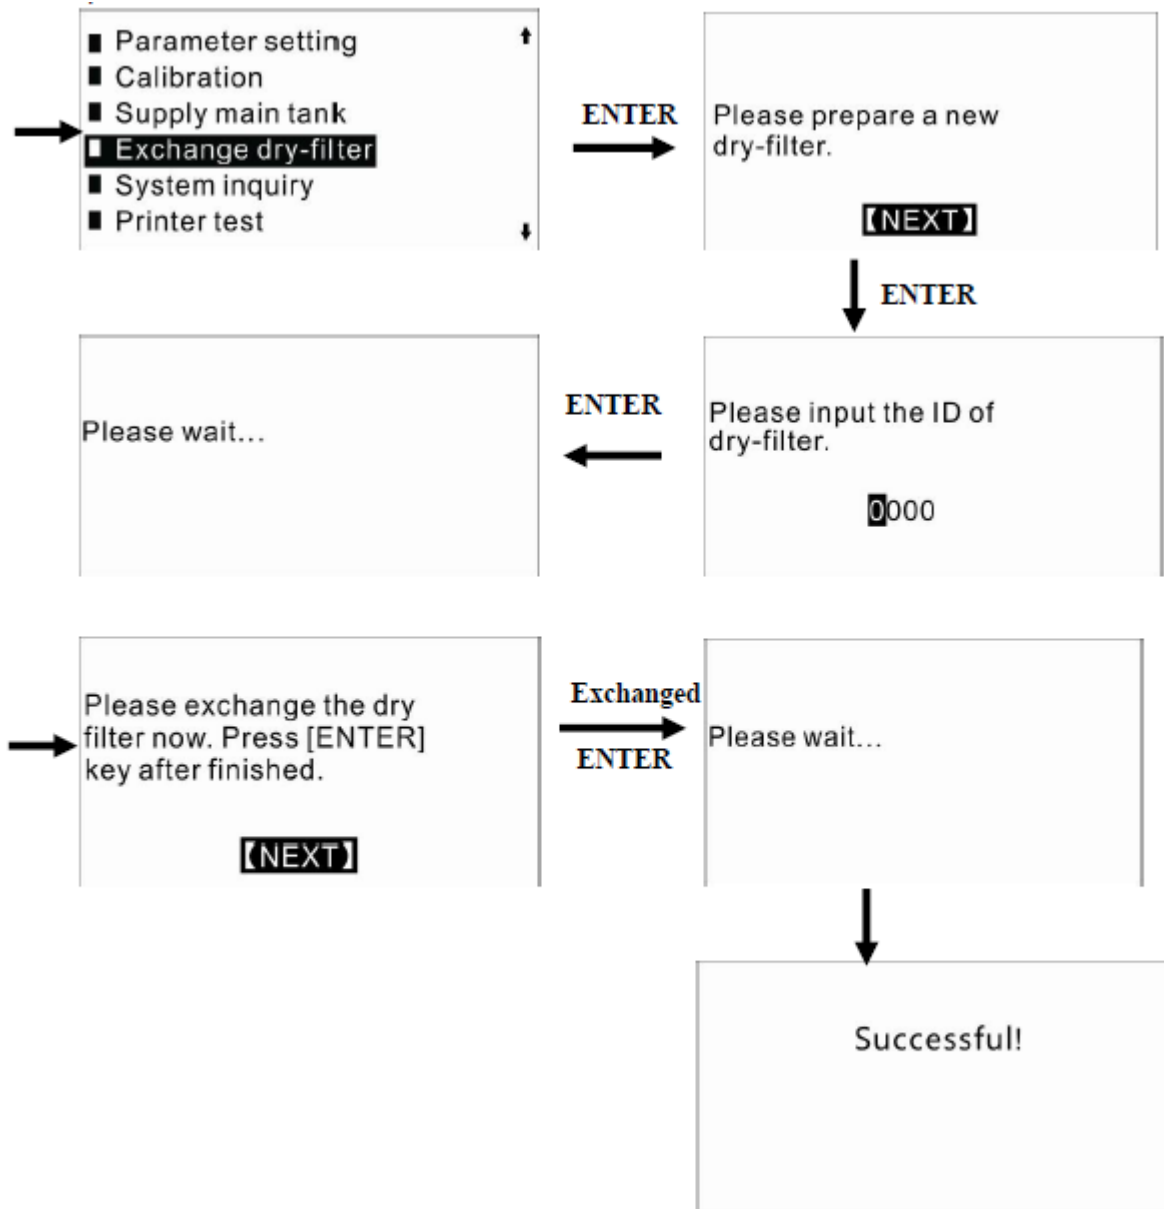 Parameter setting
Calibration
Supply main tank
Exchange dry-filter
System inquiry
Printer test
ENTER
Please prepare a new
dry-filter.
【NEXT】
ENTER
Please input the ID of
dry-filter.
0000
ENTER
Please wait...
Please exchange the dry
filter now. Press [ENTER]
key after finished.
【NEXT】
Exchanged
ENTER
Please wait...
Successful!